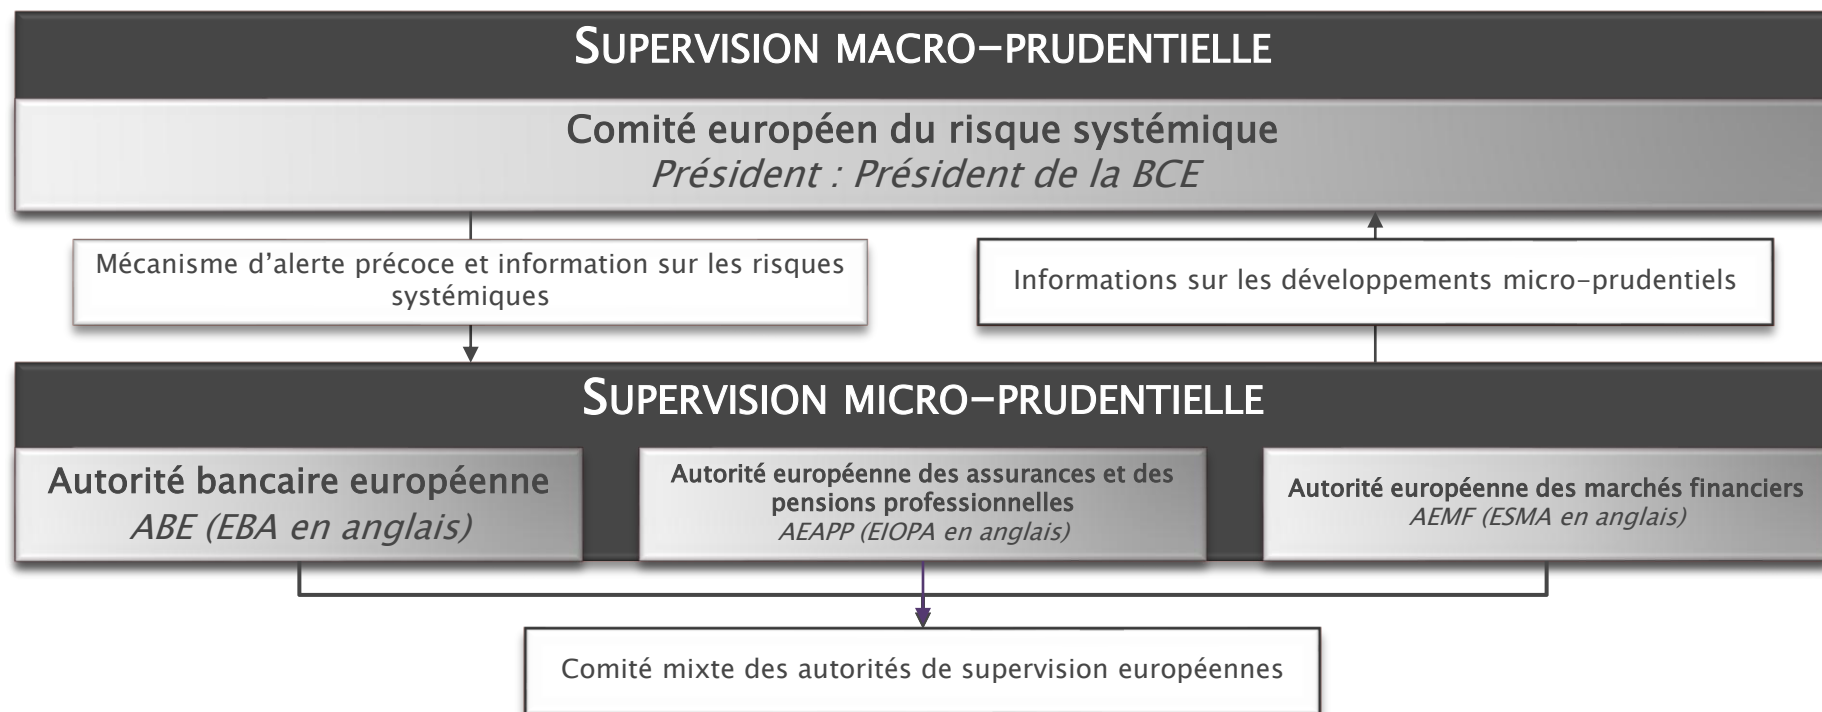 SUPERVISION MACRO-PRUDENTIELLE
Comité européen du risque systémique
Président : Président de la BCE
Mécanisme d'alerte précoce et information sur les risques
systémiques
Informations sur les développements micro-prudentiels
SUPERVISION MICRO-PRUDENTIELLE
Autorité bancaire européenne
ABE (EBA en anglais)
Autorité européenne des assurances et des
pensions professionnelles
AEAPP (EIOPA en anglais)
Autorité européenne des marchés financiers
AEMF (ESMA en anglais)
Comité mixte des autorités de supervision européennes